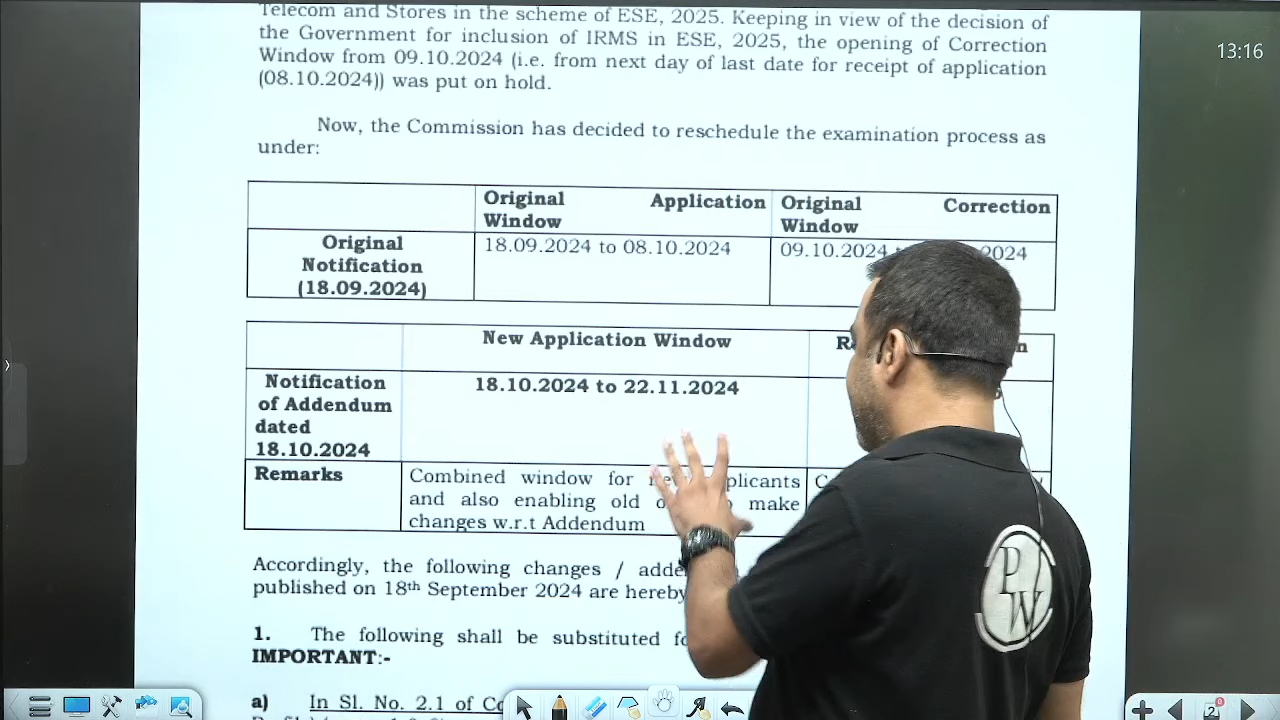 Telecom and Stores in the scheme of ESE, 2025. Keeping in view of the decision of
the Government for inclusion of IRMS in ESE, 2025, the opening of Correction
Window from 09.10.2024 (i.e. from next day of last date for receipt of application
(08.10.2024)) was put on hold.
13:16
Now, the Commission has decided to reschedule the examination process as
under:
Original Application Window
Original Correction Window
Original
Notification
(18.09.2024)
18.09.2024 to 08.10.2024
09.10.2024
2024
New Application Window
Notification
of Addendum
dated
18.10.2024
18.10.2024 to 22.11.2024
Remarks
Combined window for
plicants
and also enabling old
make
changes w.r.t Addendum
Accordingly, the following changes /
published on 18th September 2024 are hereby
1. The following shall be substituted
IMPORTANT:-
a) In Sl. No. 2.1 of
PW
2